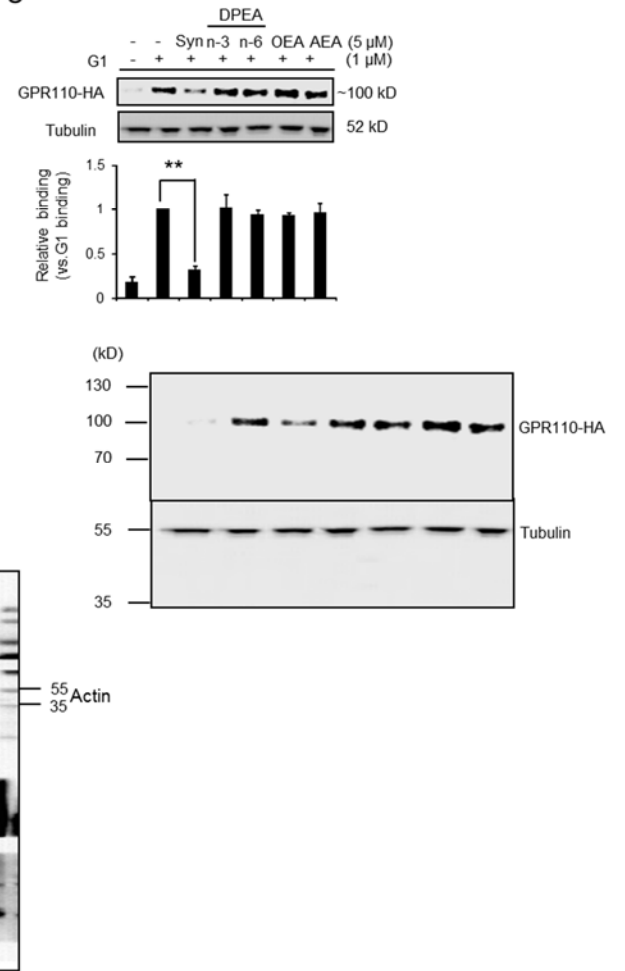 DPEA
- - Syn n-3 n-6 OEA AEA (5 µM)
G1 - + + + + + + (1 µM)
GPR110-HA ~100 kD
Tubulin 52 kD
1.5
**
1
0.5
0
Relative binding
(vs.G1 binding)
(kD)
130
100
GPR110-HA
70
55
Tubulin
35
55
Actin
35